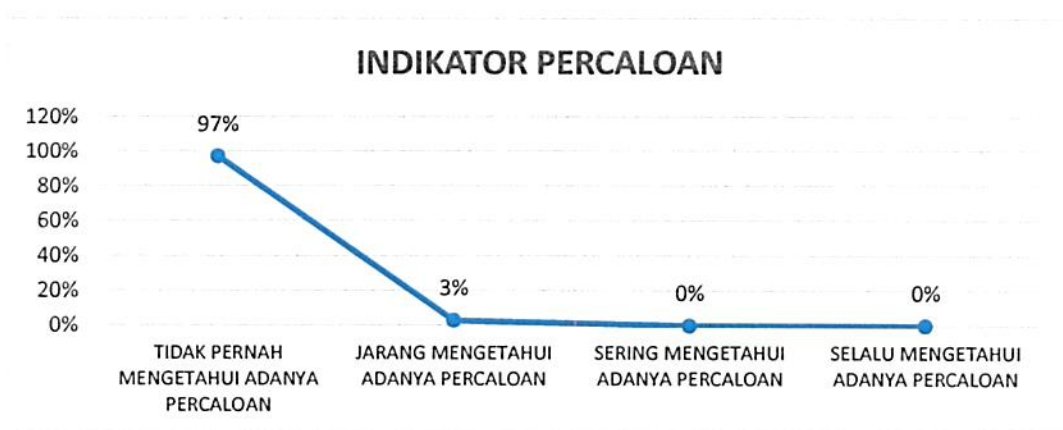 INDIKATOR PERCALOAN
120%
100%
80%
60%
40%
20%
0%
97%
3%
0%
0%
TIDAK PERNAH
MENGETAHUI ADANYA
PERCALOAN
JARANG MENGETAHUI
ADANYA PERCALOAN
SERING MENGETAHUI
ADANYA PERCALOAN
SELALU MENGETAHUI
ADANYA PERCALOAN